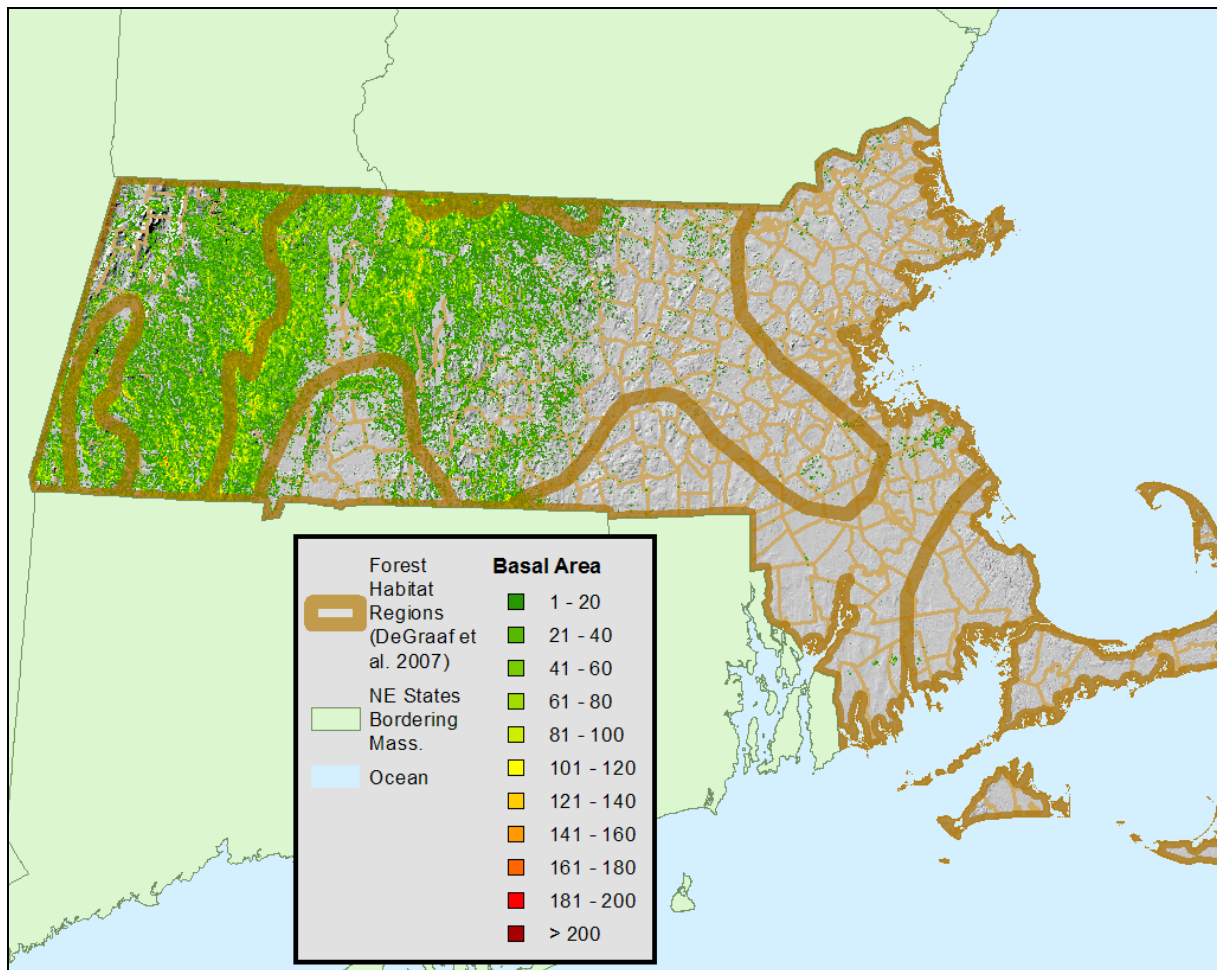 Forest
Habitat
Regions
(DeGraaf et
al. 2007)
NE States
Bordering
Mass.
Ocean
Basal Area
1 - 20
21 - 40
41 - 60
61 - 80
81 - 100
101 - 120
121 - 140
141 - 160
161 - 180
181 - 200
> 200